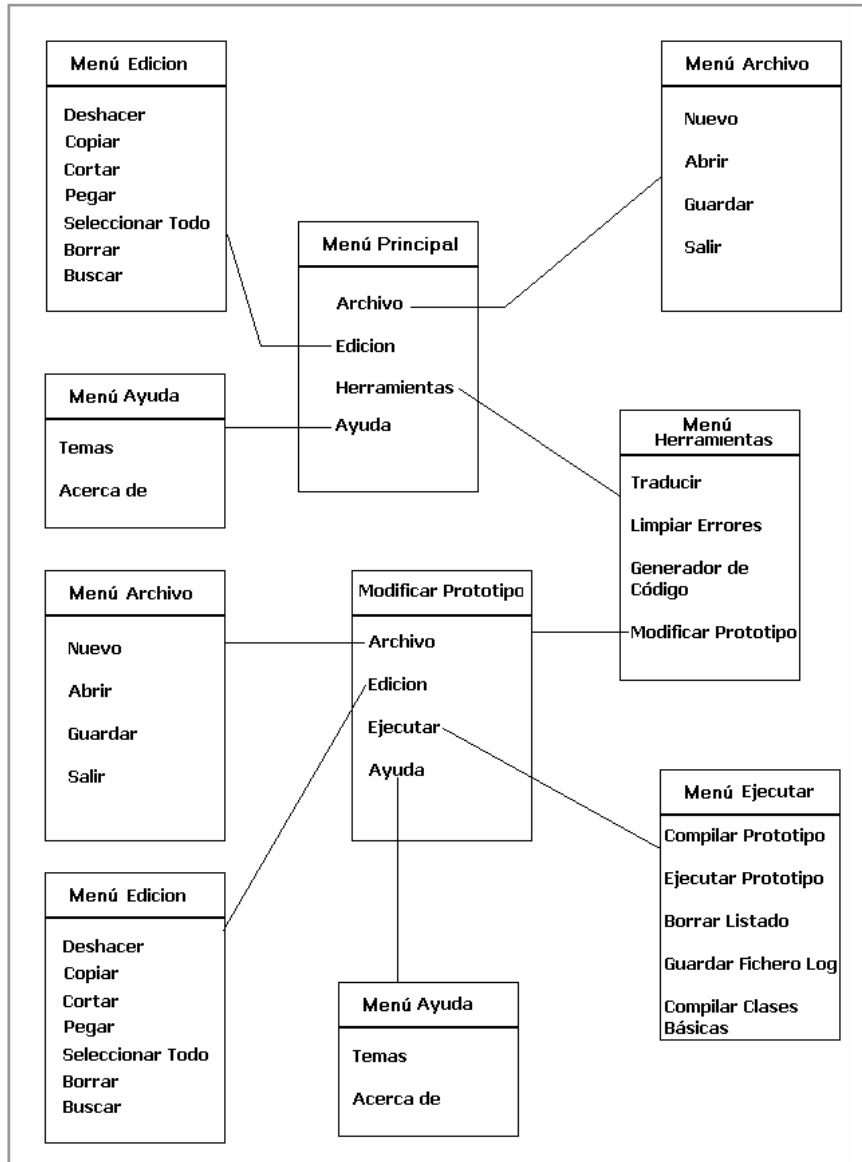 Menú Edicion
Deshacer
Copiar
Cortar
Pegar
Seleccionar Todo
Borrar
Buscar
Menú Archivo
Nuevo
Abrir
Guardar
Salir
Menú Principal
Archivo
Edicion
Herramientas
Ayuda
Menú Ayuda
Temas
Acerca de
Menú
Herramientas
Traducir
Limpiar Errores
Generador de
Código
Modificar Prototipo
Menú Archivo
Nuevo
Abrir
Guardar
Salir
Modificar Prototipo
Archivo
Edicion
Ejecutar
Ayuda
Menú Ejecutar
Compilar Prototipo
Ejecutar Prototipo
Borrar Listado
Guardar Fichero Log
Compilar Clases
Básicas
Menú Edicion
Deshacer
Copiar
Cortar
Pegar
Seleccionar Todo
Borrar
Buscar
Menú Ayuda
Temas
Acerca de